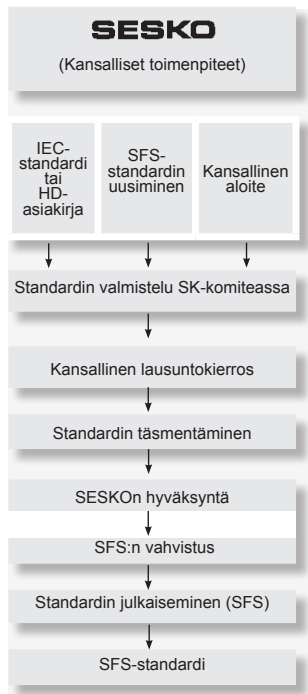 SESKO
(Kansalliset toimenpiteet)
IEC-
standardi
tai
HD-
asiakirja
SFS-
standardin
uusiminen
Kansallinen
aloite
Standardin valmistelu SK-komiteassa
Kansallinen lausuntokierros
Standardin täsmentäminen
SESKOn hyväksyntä
SFS:n vahvistus
Standardin julkaiseminen (SFS)
SFS-standardi